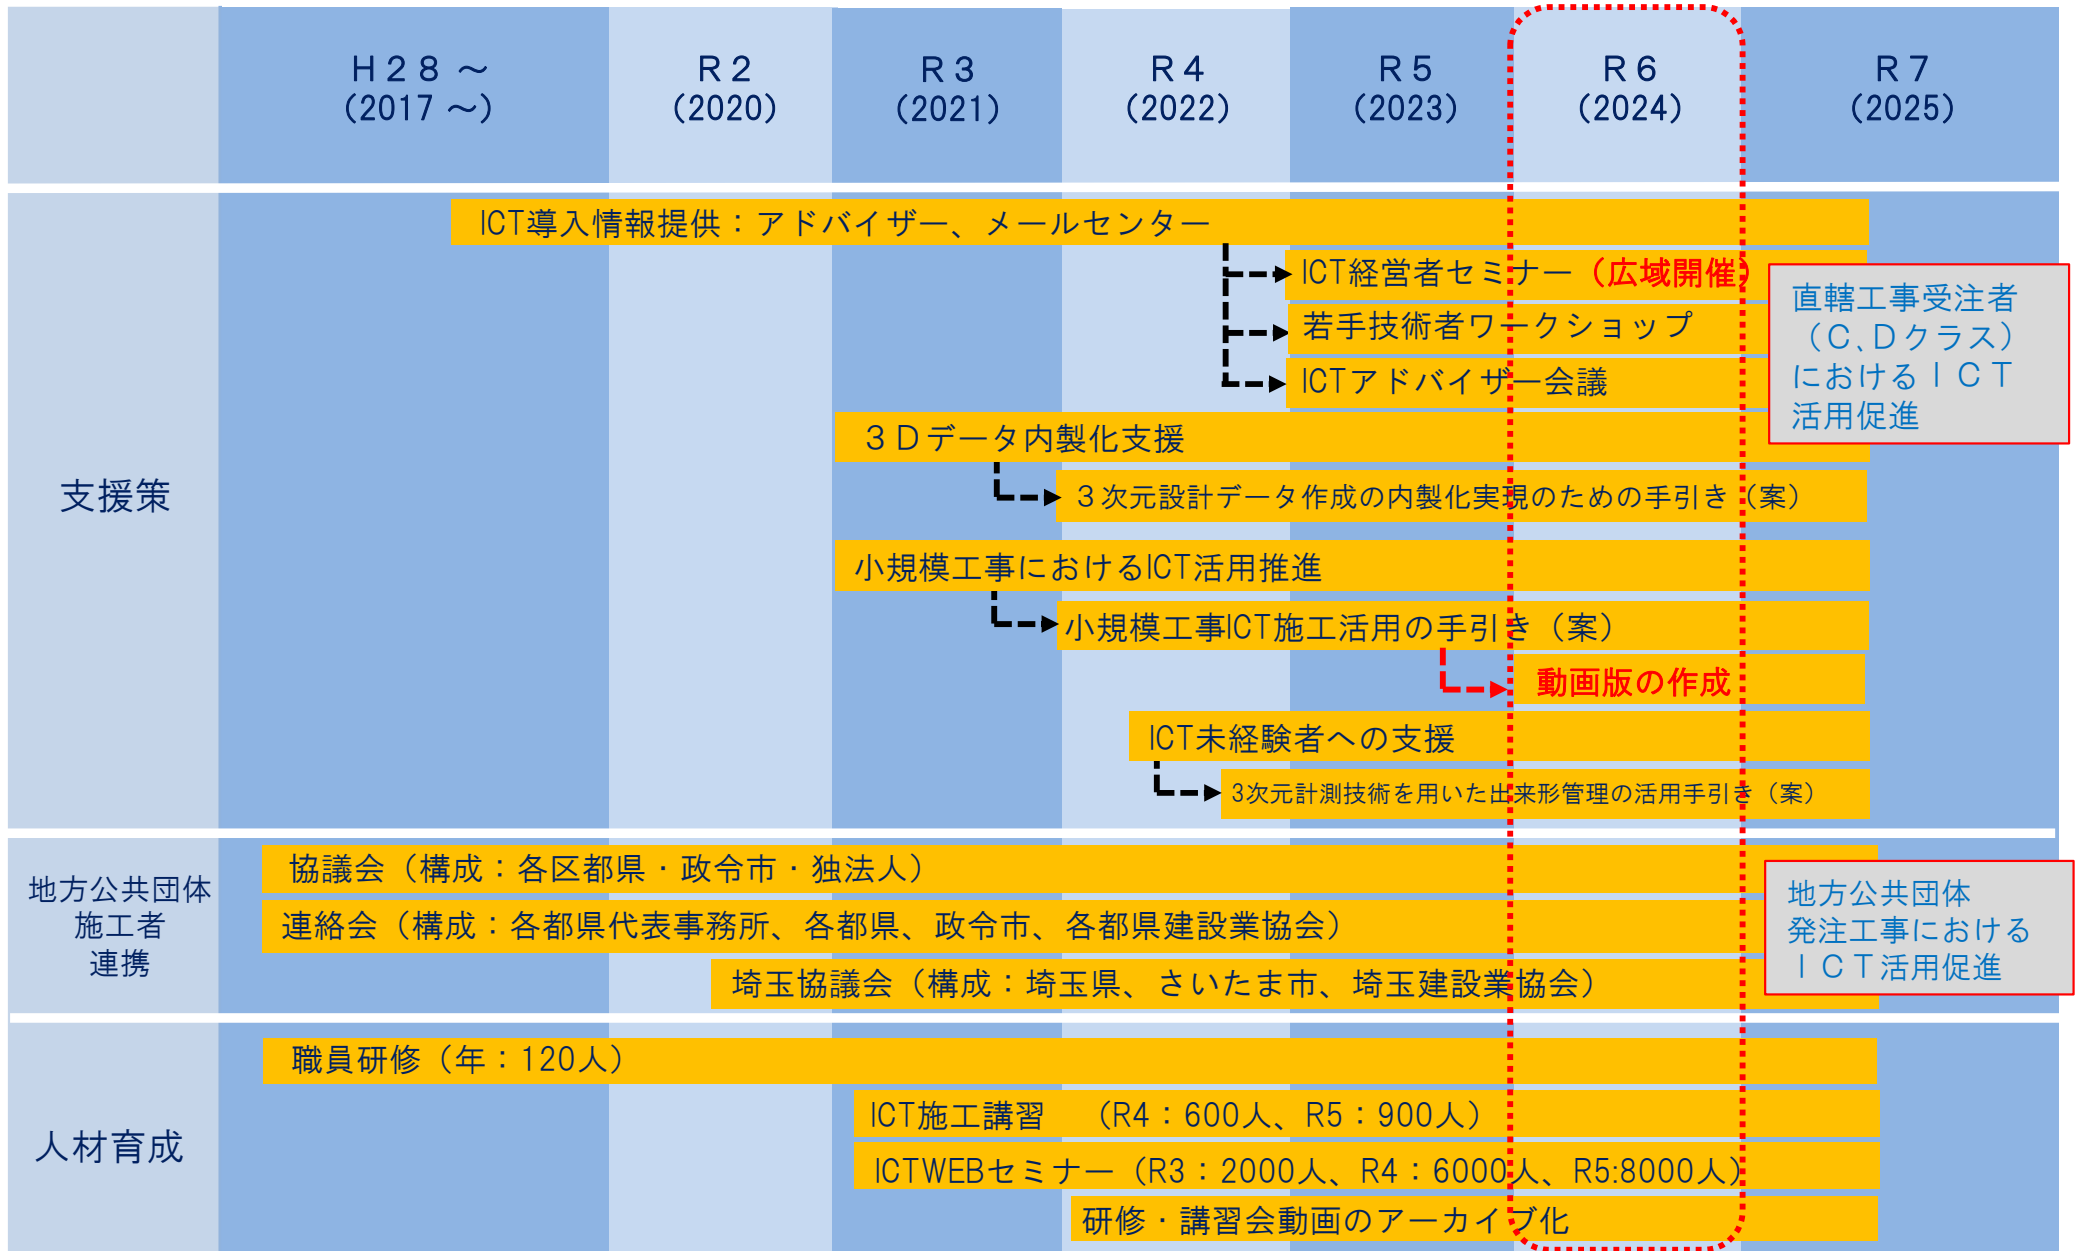 H28～
(2017～)
R2
(2020)
R3
(2021)
R4
(2022)
R5
(2023)
R6
(2024)
R7
(2025)
支援策
ICT導入情報提供：アドバイザー、メールセンター
ICT経営者セミナー（広域開催）
若手技術者ワークショップ
ICTアドバイザー会議
直轄工事受注者
（C､Dクラス）
におけるICT
活用促進
３Dデータ内製化支援
３次元設計データ作成の内製化実現のための手引き（案）
小規模工事におけるICT活用推進
小規模工事ICT施工活用の手引き（案）
動画版の作成
ICT未経験者への支援
3次元計測技術を用いた出来形管理の活用手引き（案）
地方公共団体
施工者
連携
協議会（構成：各区都県・政令市・独法人）
連絡会（構成：各都県代表事務所、各都県、政令市、各都県建設業協会）
埼玉協議会（構成：埼玉県、さいたま市、埼玉建設業協会）
地方公共団体
発注工事における
ICT活用促進
人材育成
職員研修（年：120人）
ICT施工講習　（R4：600人、R5：900人）
ICTWEBセミナー（R3：2000人、R4：6000人、R5:8000人）
研修・講習会動画のアーカイブ化